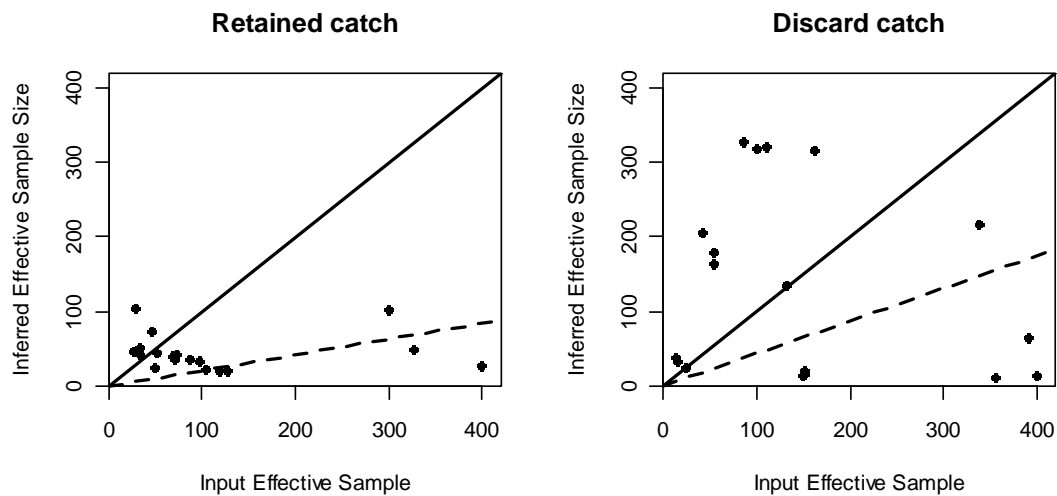 Retained catch
Inferred Effective Sample Size
400
300
200
100
0
0 100 200 300 400
Input Effective Sample
Discard catch
Inferred Effective Sample Size
400
300
200
100
0
0 100 200 300 400
Input Effective Sample